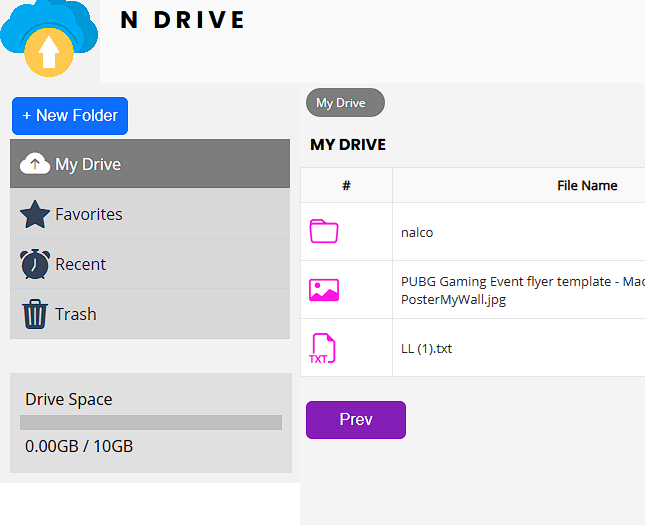 N DRIVE
+ New Folder
My Drive
Favorites
Recent
Trash
Drive Space
0.00GB / 10GB
My Drive
MY DRIVE
# File Name
nalco
PUBG Gaming Event flyer template - Mac
PosterMyWall.jpg
TXT LL (1).txt
Prev